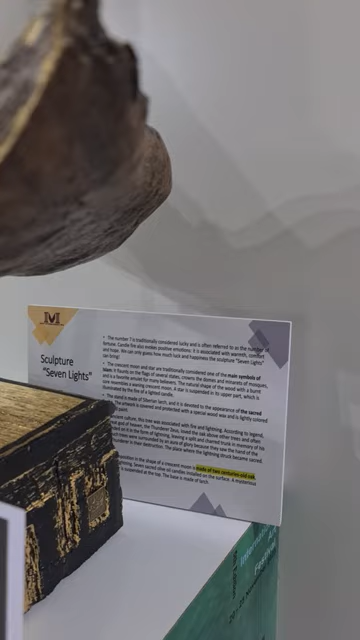 M
Sculpture
"Seven Lights"
• The number 7 is traditionally considered lucky and is often referred to as the number of
fortune. Candle fire also evokes positive emotions: it is associated with warmth, comfort
and hope. We can only guess how much luck and happiness the sculpture "Seven Lights"
can bring!
• The crescent moon and star are traditionally considered one of the main symbols of
Islam: it flaunts on the flags of several states, crowns the domes and minarets of mosques,
and is a favorite amulet for many believers. The natural shape of the wood with a burnt
core resembles a waning crescent moon. A star is suspended in its upper part, which is
illuminated by the fire of a lighted candle.
The stand is made of Siberian larch, and it is devoted to the appearance of the sacred
The artwork is covered and protected with a special wood wax and is lightly colored
ancient culture, this tree was associated with fire and lightning. According to legend,
god of heaven, the Thunderer Zeus, loved the oak above other trees and often
it in the form of lightning, leaving a split and charred trunk in memory of his
trees were surrounded by an aura of glory because they saw the hand of the
Thunderer in their destruction. The place where the lightning struck became sacred.
in the shape of a crescent moon is made of two centuries-old oak,
lightning. Seven sacred olive oil candles installed on the surface. A mysterious
is suspended at the top. The base is made of larch.
Internat
Art
Festival